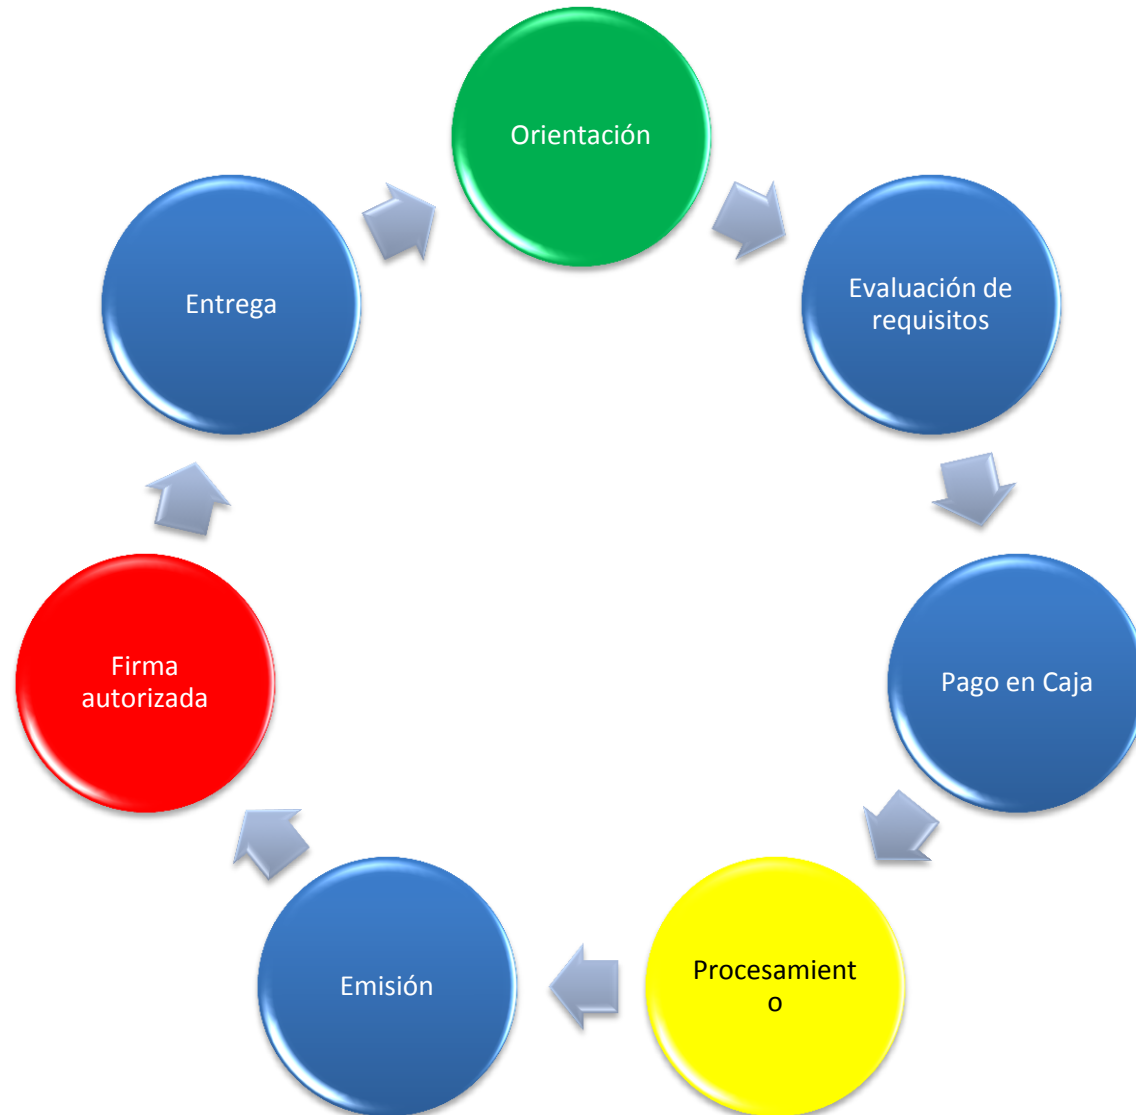 Orientación
Evaluación de
requisitos
Pago en Caja
Procesamient
o
Emisión
Firma
autorizada
Entrega